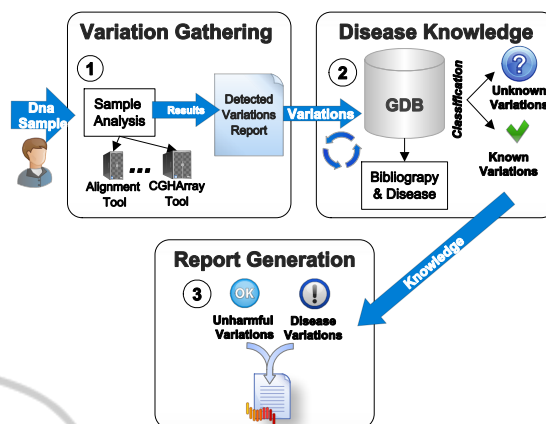 Variation Gathering
1
Dna
Sample
Sample
Analysis
Results
Detected
Variations
Report
Alignment
Tool
...
CGHArray
Tool
Variations
Disease Knowledge
2
GDB
Classification
?
Unknown
Variations
Known
Variations
Bibliograpy
& Disease
Knowledge
Report Generation
3
OK
!
Unharmful
Variations
Disease
Variations